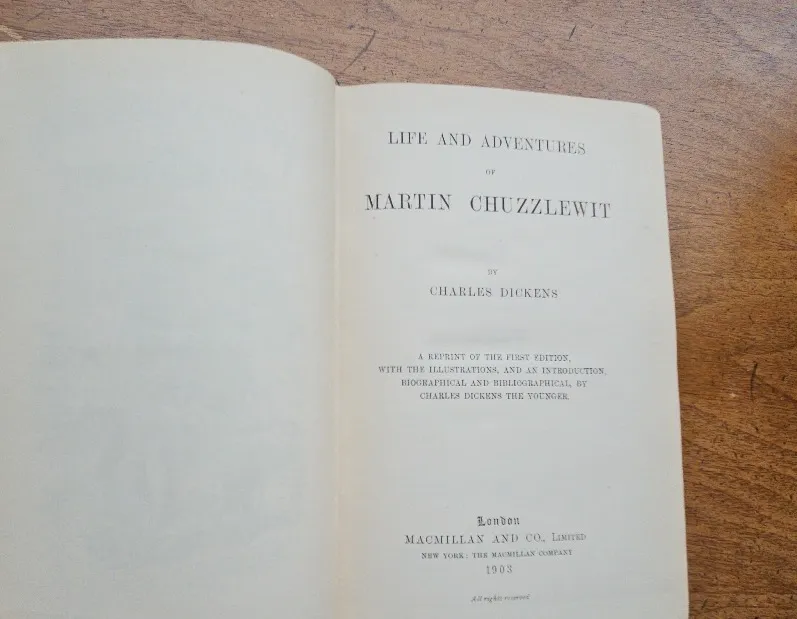 LIFE AND ADVENTURES
OF
MARTIN CHUZZLEWIT
BY
CHARLES DICKENS
A REPRINT OF THE FIRST EDITION,
WITH THE ILLUSTRATIONS, AND AN INTRODUCTION,
BIOGRAPHICAL AND BIBLIOGRAPHICAL, BY
CHARLES DICKENS THE YOUNGER.
London
MACMILLAN AND CO., LIMITED
NEW YORK: THE MACMILLAN COMPANY
1903
All rights reserved